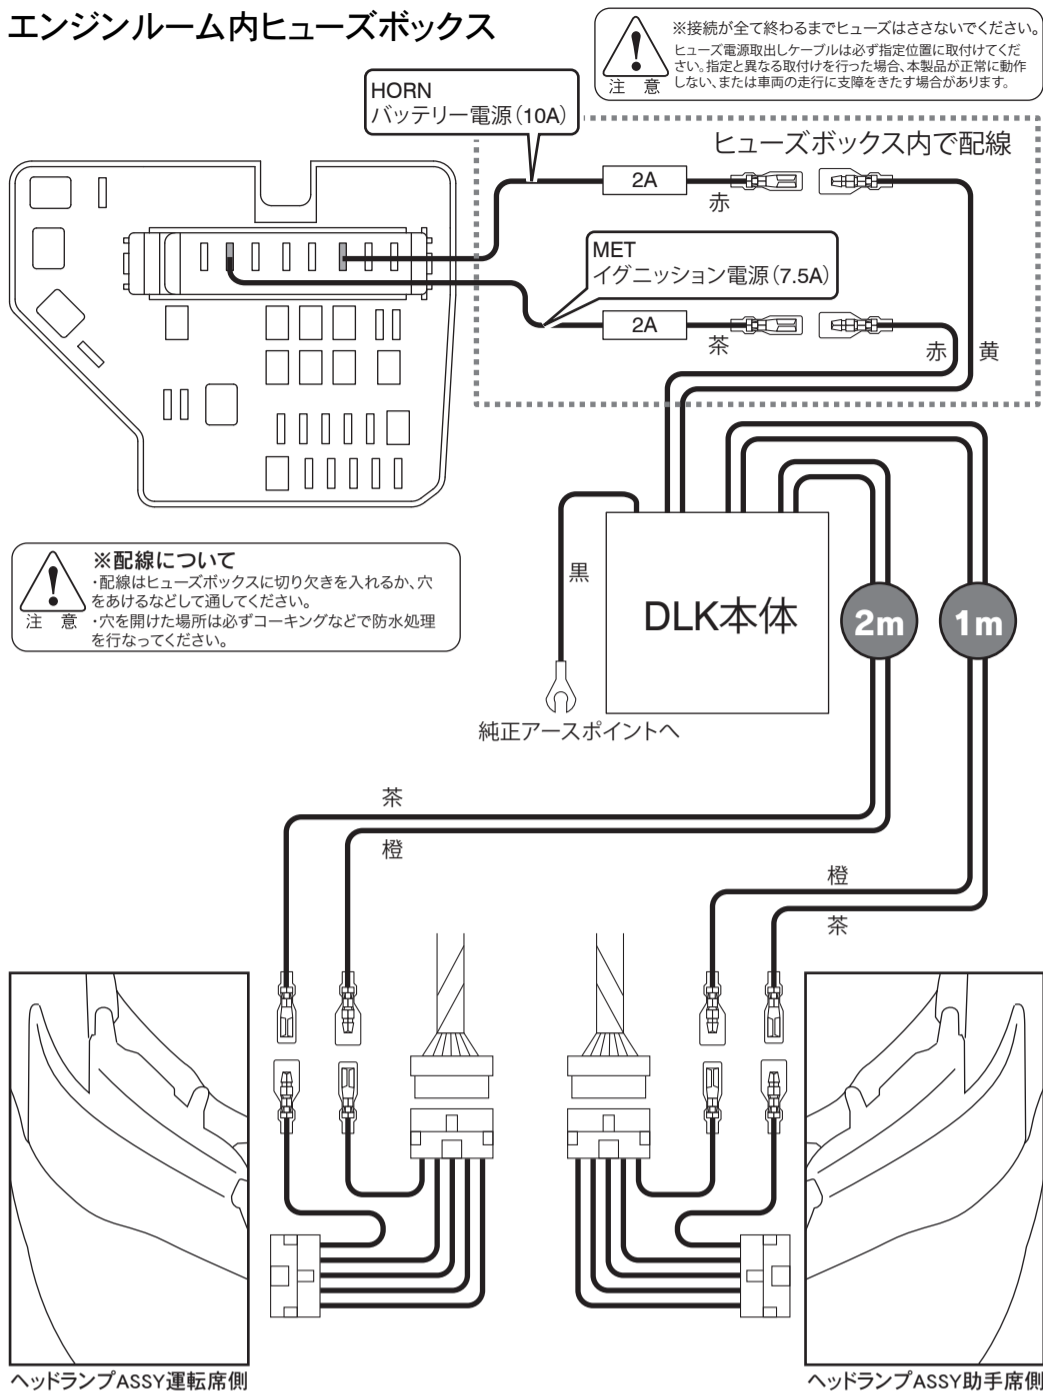 エンジンルーム内ヒューズボックス
※接続が全て終わるまでヒューズはささないでください。
ヒューズ電源取出しケーブルは必ず指定位置に取付けてくだ
さい。指定と異なる取付けを行った場合、本製品が正常に動作
しない、または車両の走行に支障をきたす場合があります。
注 意
HORN
バッテリー電源(10A)
ヒューズボックス内で配線
2A
赤
MET
イグニッション電源(7.5A)
2A
茶
赤
黄
※配線について
・配線はヒューズボックスに切り欠きを入れるか、穴
をあけるなどして通してください。
・穴を開けた場所は必ずコーキングなどで防水処理
を行なってください。
注 意
黒
DLK本体
2m
1m
純正アースポイントへ
茶
橙
橙
茶
ヘッドランプASSY運転席側
ヘッドランプASSY助手席側